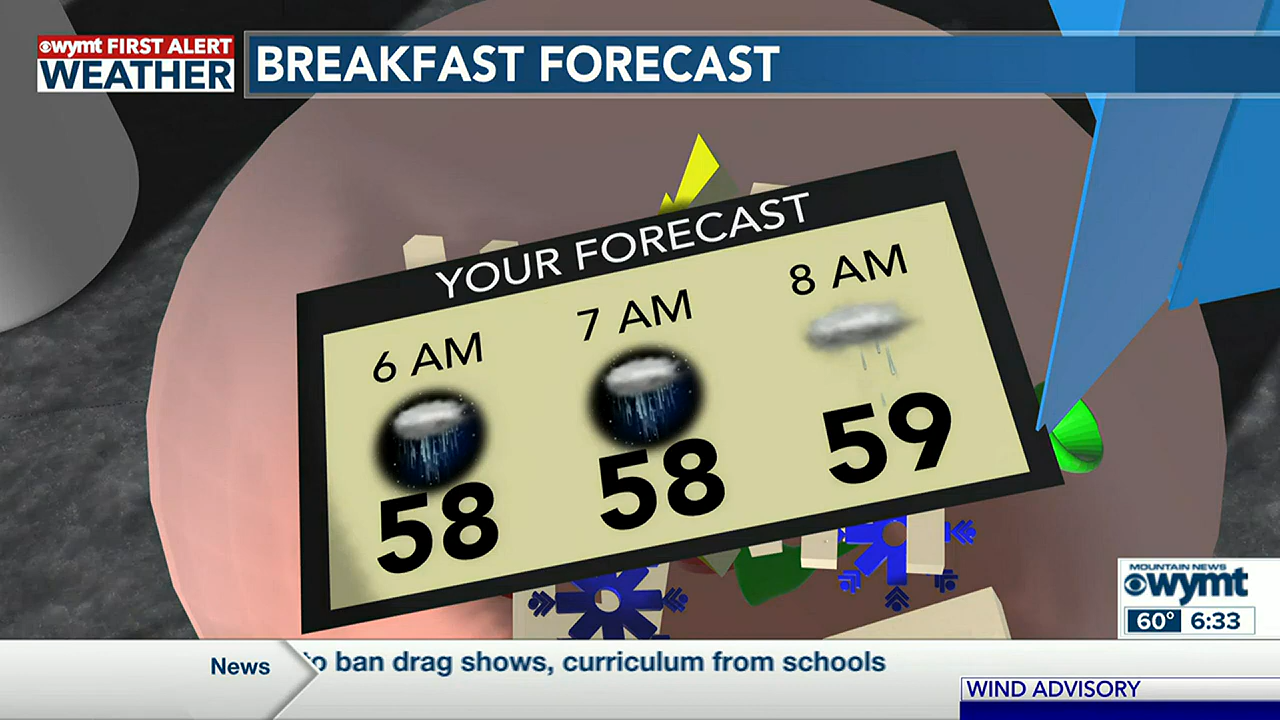 wymt FIRST ALERT
WEATHER
BREAKFAST FORECAST
YOUR FORECAST
6 AM
7 AM
8 AM
58
58
59
MOUNTAIN NEWS
wymt
60° 6:33
News
to ban drag shows, curriculum from schools
WIND ADVISORY